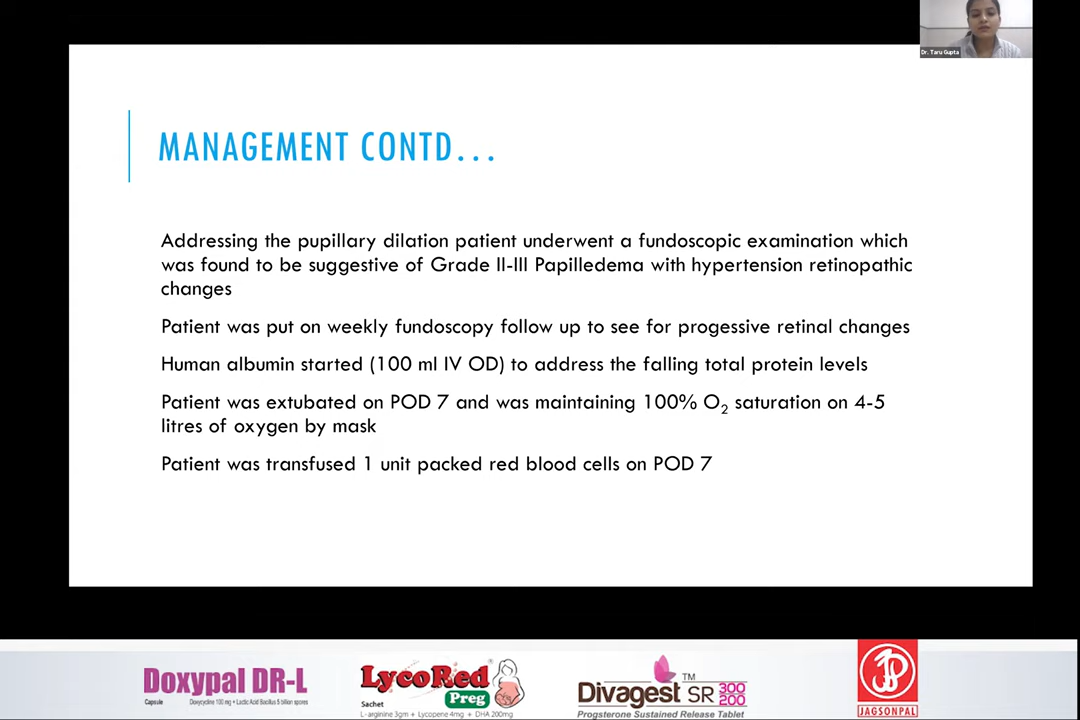 Dr. Taru Gupta
MANAGEMENT CONTD...
Addressing the pupillary dilation patient underwent a fundoscopic examination which
was found to be suggestive of Grade II-III Papilledema with hypertension retinopathic
changes
Patient was put on weekly fundoscopy follow up to see for progessive retinal changes
Human albumin started (100 ml IV OD) to address the falling total protein levels
Patient was extubated on POD 7 and was maintaining 100% O2 saturation on 4-5
litres of oxygen by mask
Patient was transfused 1 unit packed red blood cells on POD 7
Doxypal DR-L
Capsule Doxycycline 100 mg + Lactic Acid Bacillus 5 billion spores
LycoRed
Preg
Sachet
L-arginine 3gm + Lycopene 4mg + DHA 200mg
Divagest SR 300 200 TM
Progsterone Sustained Release Tablet
JAGSONPAL